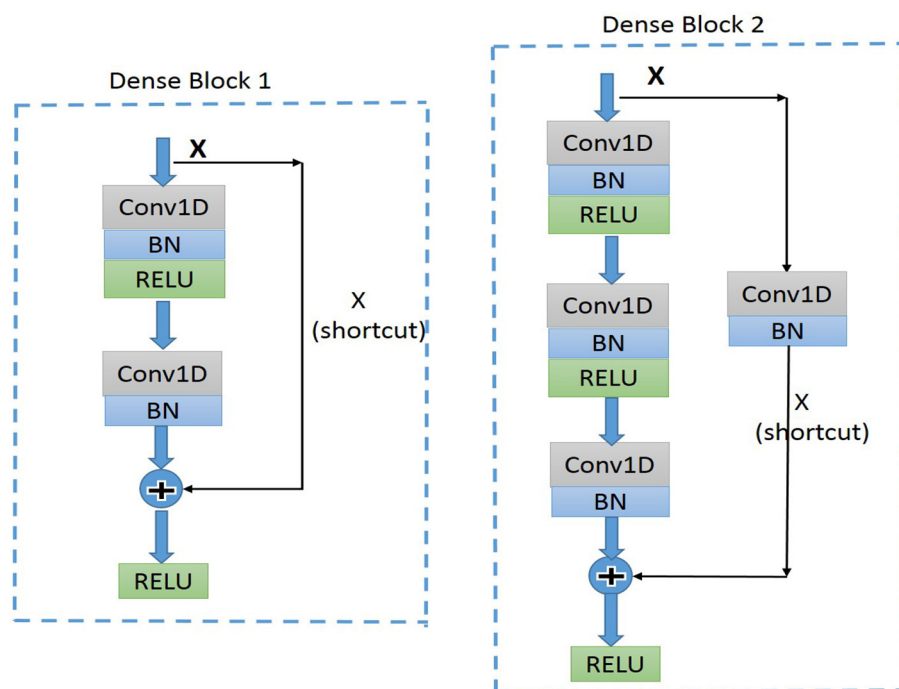 Dense Block 1
X
Conv1D
BN
RELU
X
(shortcut)
Conv1D
BN
+
RELU
Dense Block 2
X
Conv1D
BN
RELU
Conv1D
BN
RELU
Conv1D
BN
X
(shortcut)
Conv1D
BN
+
RELU